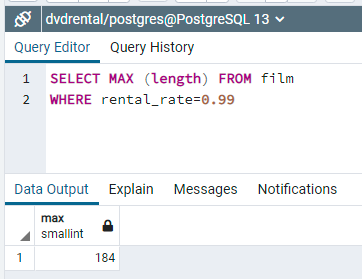 dvdrental/postgres@PostgreSQL 13
Query Editor Query History
1 SELECT MAX (length) FROM film
2 WHERE rental_rate=0.99
Data Output Explain Messages Notifications
max
smallint
1 184